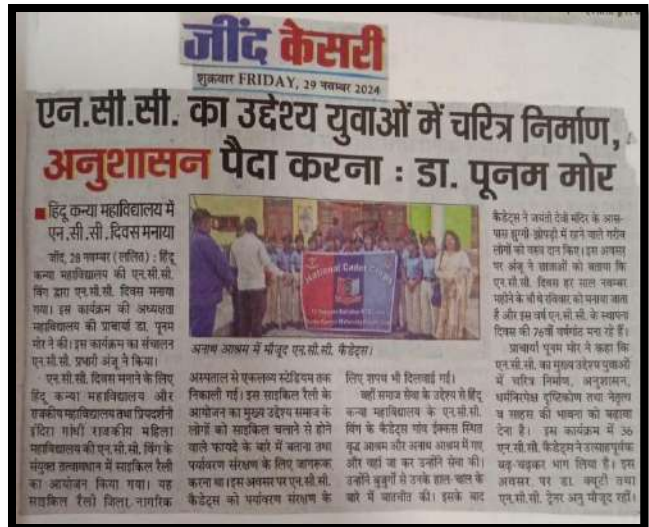 जींद केसरी
शुक्रवार FRIDAY, 29 नवम्बर 2024
एन.सी.सी. का उद्देश्य युवाओं में चरित्र निर्माण,
अनुशासन पैदा करना : डा. पूनम मोर
हिंदू कन्या महाविद्यालय में
एन.सी.सी. दिवस मनाया
जींद, 28 नवम्बर (ललित) : हिंदू
कन्या महाविद्यालय की एन.सी.सी.
विंग द्वारा एन.सी.सी. दिवस मनाया
गया। इस कार्यक्रम की अध्यक्षता
महाविद्यालय की प्राचार्या डा. पूनम
मोर ने की। इस कार्यक्रम का संचालन
एन.सी.सी. प्रभारी अंजू ने किया।
एन.सी.सी. दिवस मनाने के लिए
हिंदू कन्या महाविद्यालय और
राजकीय महाविद्यालय तथा प्रियदर्शनी
इंदिरा गांधी राजकीय महिला
महाविद्यालय की एन.सी.सी. विंग के
संयुक्त तत्वावधान में साइकिल रैली
का आयोजन किया गया। यह
साइकिल रैली जिला नागरिक
National Cadet Corps
अनाथ आश्रम में मौजूद एन.सी.सी. कैडेट्स।
अस्पताल से एकलव्य स्टेडियम तक
निकाली गई। इस साइकिल रैली के
आयोजन का मुख्य उद्देश्य समाज के
लोगों को साइकिल चलाने से होने
वाले फायदे के बारे में बताना तथा
पर्यावरण संरक्षण के लिए जागरूक
करना था। इस अवसर पर एन.सी.सी.
कैडेट्स को पर्यावरण संरक्षण के
लिए शपथ भी दिलवाई गई।
वहीं समाज सेवा के उद्देश्य से हिंदू
कन्या महाविद्यालय के एन.सी.सी.
विंग के कैडेट्स गांव ईक्कस स्थित
वृद्ध आश्रम और अनाथ आश्रम में गए
और वहां जा कर उन्होंने सेवा की।
उन्होंने बुजुर्गों से उनके हाल-चाल के
बारे में बातचीत की। इसके बाद
कैडेट्स ने जयंती देवी मंदिर के आस-
पास झुग्गी-झोपड़ी में रहने वाले गरीब
लोगों को वस्त्र दान किए। इस अवसर
पर अंजू ने छात्राओं को बताया कि
एन.सी.सी. दिवस हर साल नवम्बर
महीने के चौथे रविवार को मनाया जाता
है और इस वर्ष एन.सी.सी. के स्थापना
दिवस की 76वीं वर्षगांठ मना रहे हैं।
प्राचार्या पूनम मोर ने कहा कि
एन.सी.सी. का मुख्य उद्देश्य युवाओं
में चरित्र निर्माण, अनुशासन,
धर्मनिरपेक्ष दृष्टिकोण तथा नेतृत्व
व साहस की भावना को बढ़ावा
देना है। इस कार्यक्रम में 36
एन.सी.सी. कैडेट्स ने उत्साहपूर्वक
बढ़-चढ़कर भाग लिया है। इस
अवसर पर डा. क्यूटी तथा
एन.सी.सी. ट्रेनर अनु मौजूद रहीं।